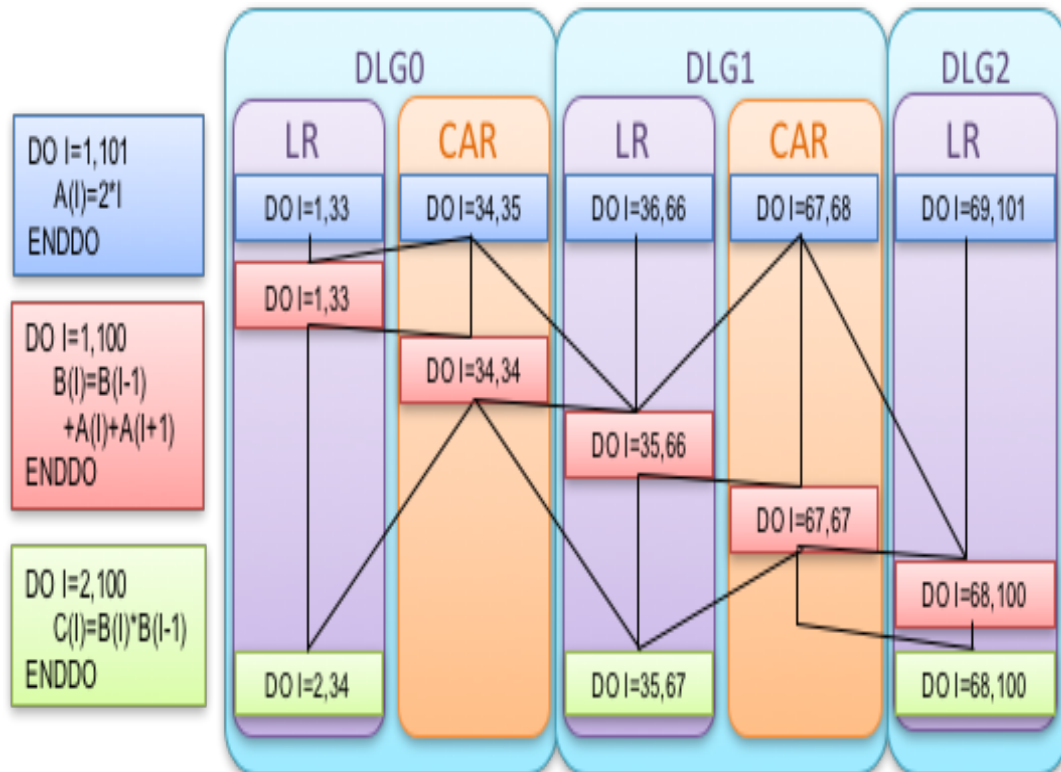 DLG0
DLG1
DLG2
LR
CAR
LR
CAR
LR
DO I=1,101
A(I)=2*I
ENDDO
DO I=1,33
DO I=34,35
DO I=36,66
DO I=67,68
DO I=69,101
DO I=1,100
B(I)=B(I-1)
+A(I)+A(I+1)
ENDDO
DO I=1,33
DO I=34,34
DO I=35,66
DO I=67,67
DO I=68,100
DO I=2,100
C(I)=B(I)*B(I-1)
ENDDO
DO I=2,34
DO I=35,67
DO I=68,100